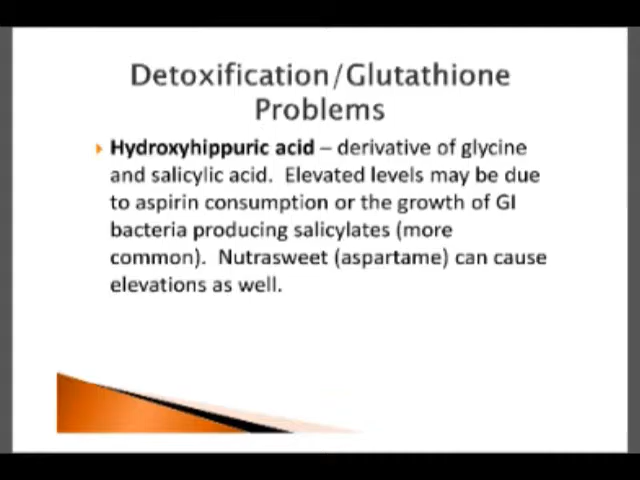 Detoxification/Glutathione
Problems
Hydroxyhippuric acid – derivative of glycine
and salicylic acid.  Elevated levels may be due
to aspirin consumption or the growth of GI
bacteria producing salicylates (more
common).  Nutrasweet (aspartame) can cause
elevations as well.